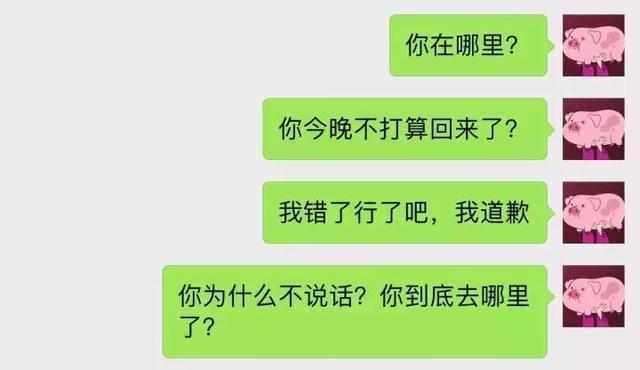 你在哪里？
你今晚不打算回来了？
我错了行了吧，我道歉
你为什么不说话？你到底去哪里
了？